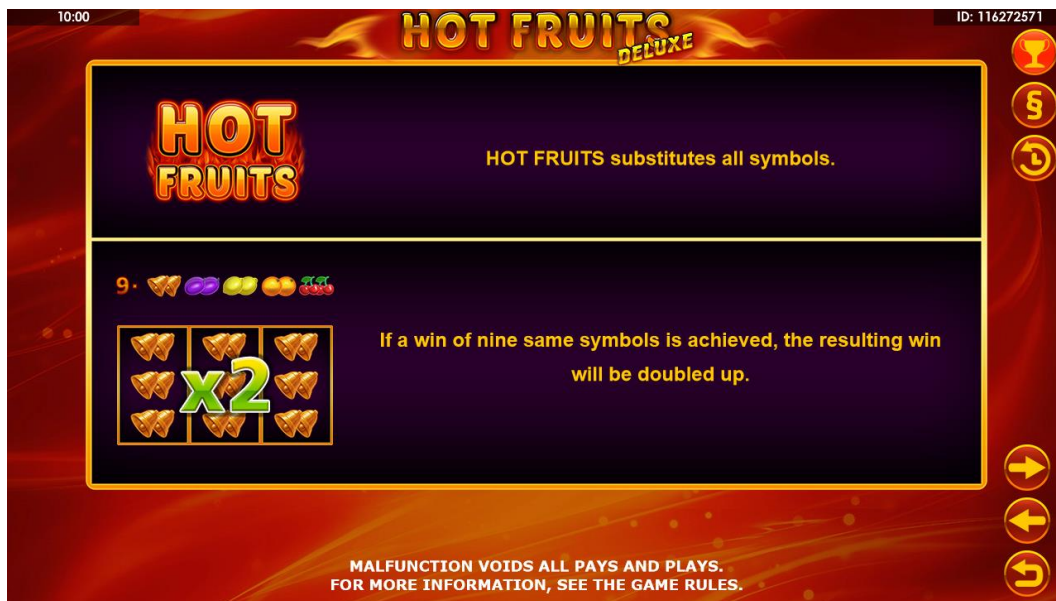 10:00
ID: 116272571
HOT FRUITS
DELUXE
HOT
FRUITS
HOT FRUITS substitutes all symbols.
9·
x2
If a win of nine same symbols is achieved, the resulting win
will be doubled up.
§
MALFUNCTION VOIDS ALL PAYS AND PLAYS.
FOR MORE INFORMATION, SEE THE GAME RULES.